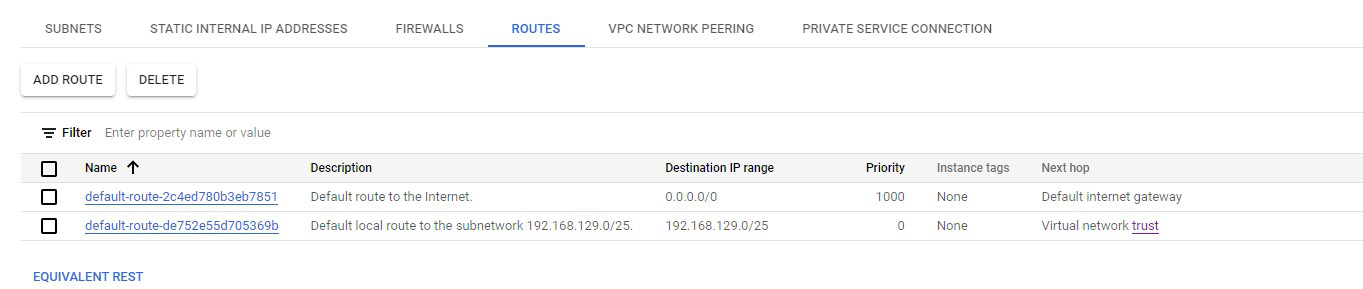 SUBNETS STATIC INTERNAL IP ADDRESSES FIREWALLS ROUTES VPC NETWORK PEERING PRIVATE SERVICE CONNECTION
ADD ROUTE DELETE
Filter Enter property name or value
Name Description Destination IP range Priority Instance tags Next hop
default-route-2c4ed780b3eb7851 Default route to the Internet. 0.0.0.0/0 1000 None Default internet gateway
default-route-de752e55d705369b Default local route to the subnetwork 192.168.129.0/25. 192.168.129.0/25 0 None Virtual network trust
EQUIVALENT REST